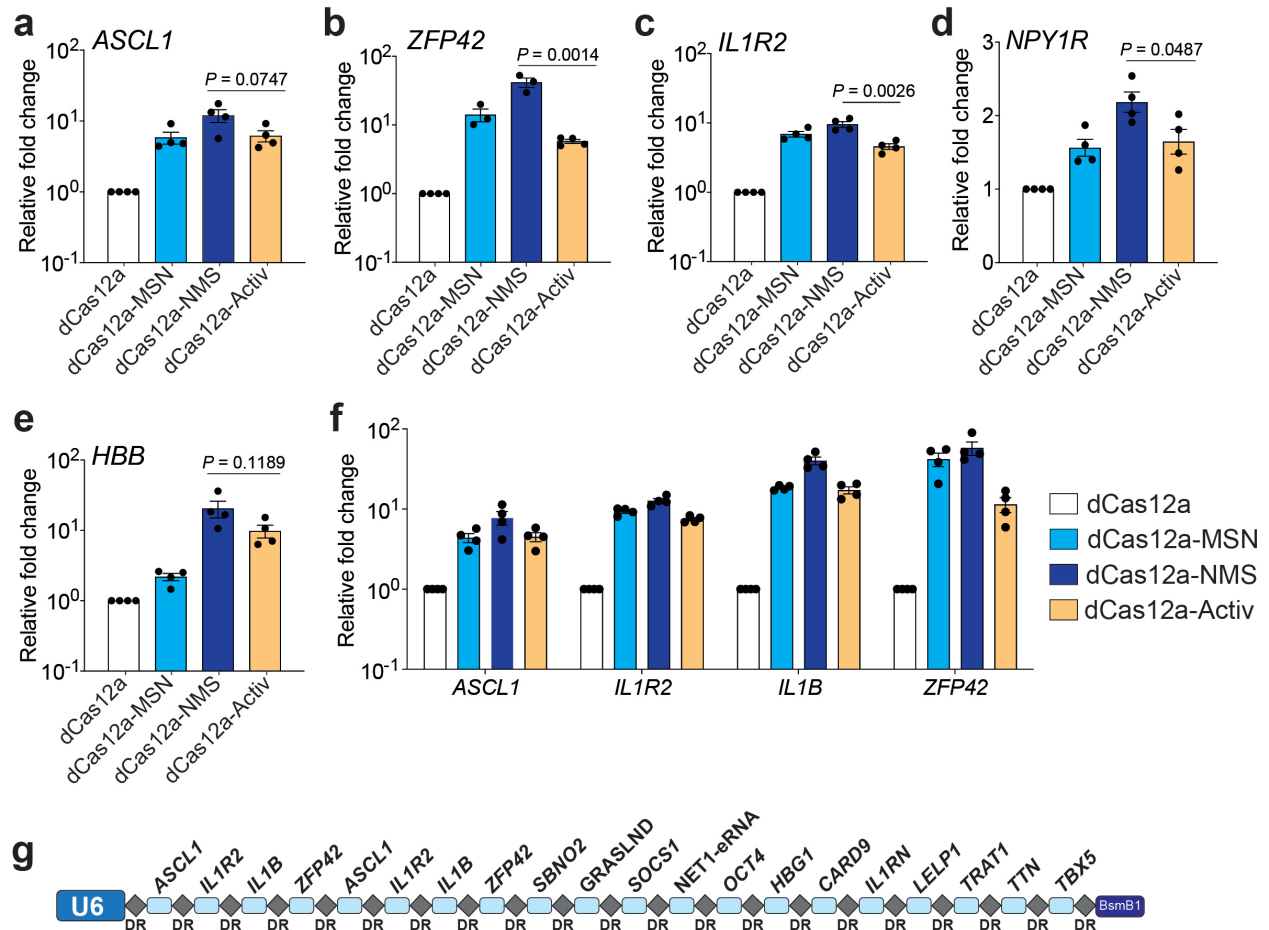 a
ASCL1
Relative fold change
10²
10¹
10⁰
10⁻¹
P = 0.0747
dCas12a
dCas12a-MSN
dCas12a-NMS
dCas12a-Activ
b
ZFP42
Relative fold change
10²
10¹
10⁰
10⁻¹
P = 0.0014
dCas12a
dCas12a-MSN
dCas12a-NMS
dCas12a-Activ
c
IL1R2
Relative fold change
10²
10¹
10⁰
10⁻¹
P = 0.0026
dCas12a
dCas12a-MSN
dCas12a-NMS
dCas12a-Activ
d
NPY1R
Relative fold change
3
2
1
0
P = 0.0487
dCas12a
dCas12a-MSN
dCas12a-NMS
dCas12a-Activ
e
HBB
Relative fold change
10²
10¹
10⁰
10⁻¹
P = 0.1189
dCas12a
dCas12a-MSN
dCas12a-NMS
dCas12a-Activ
f
Relative fold change
10²
10¹
10⁰
10⁻¹
ASCL1
IL1R2
IL1B
ZFP42
dCas12a
dCas12a-MSN
dCas12a-NMS
dCas12a-Activ
g
ASCL1
IL1R2
IL1B
ZFP42
ASCL1
IL1R2
IL1B
ZFP42
SBNO2
GRASLND
SOCS1
NET1-eRNA
OCT4
HBG1
CARD9
IL1RN
LELP1
TRAT1
TTN
TBX5
U6
BsmB1
DR DR DR DR DR DR DR DR DR DR DR DR DR DR DR DR DR DR DR DR DR